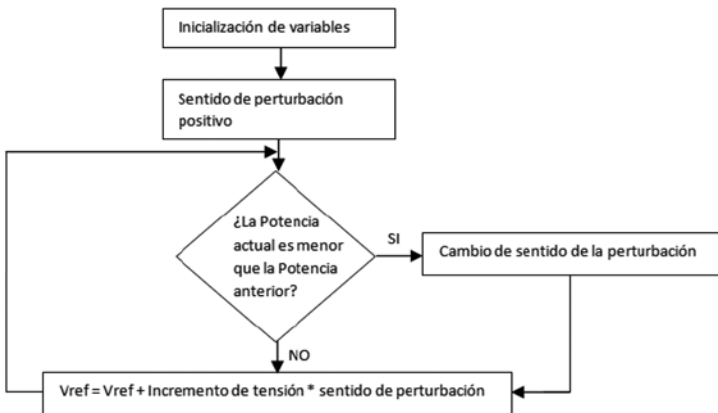 Inicialización de variables
Sentido de perturbación
positivo
¿La Potencia
actual es menor
que la Potencia
anterior?
SI
Cambio de sentido de la perturbación
NO
Vref = Vref + Incremento de tensión * sentido de perturbación